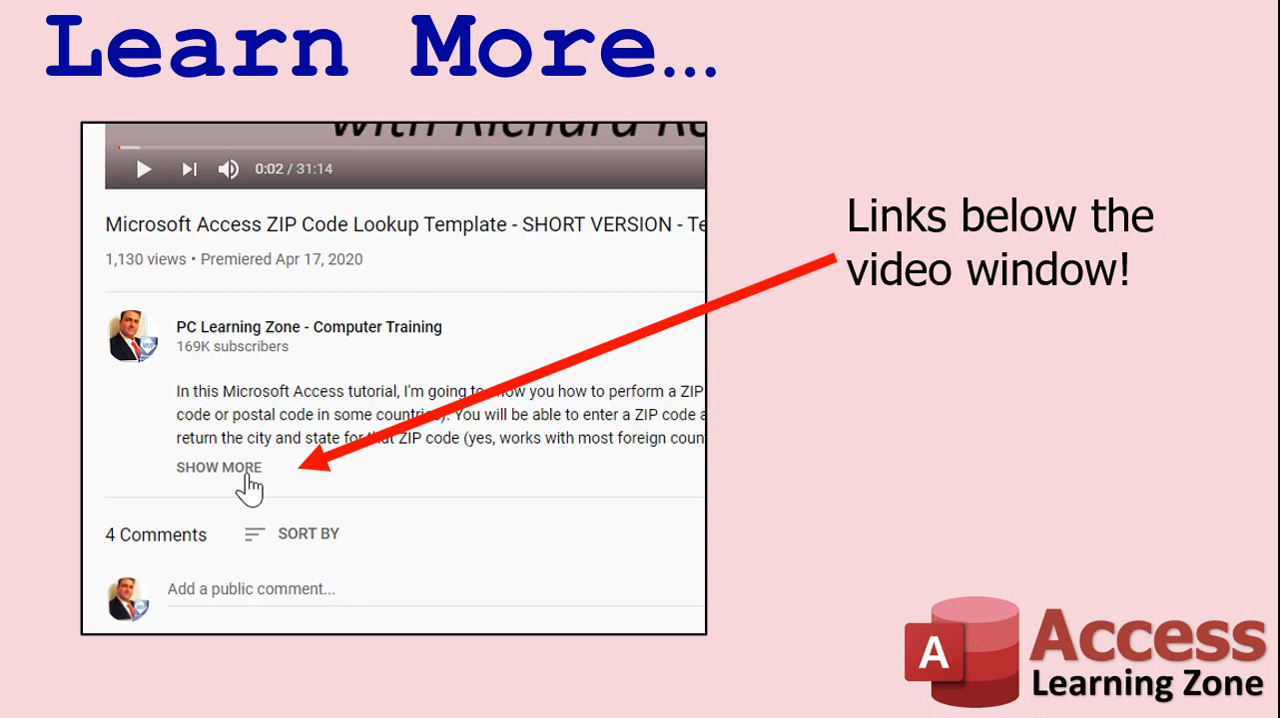 Learn More...
with Richard
0:02 / 31:14
Microsoft Access ZIP Code Lookup Template - SHORT VERSION - Te
1,130 views • Premiered Apr 17, 2020
PC Learning Zone - Computer Training
169K subscribers
In this Microsoft Access tutorial, I'm going to show you how to perform a ZIP
code or postal code in some countries). You will be able to enter a ZIP code a
return the city and state for that ZIP code (yes, works with most foreign coun
SHOW MORE
4 Comments
SORT BY
Add a public comment...
Links below the
video window!
A
Access
Learning Zone